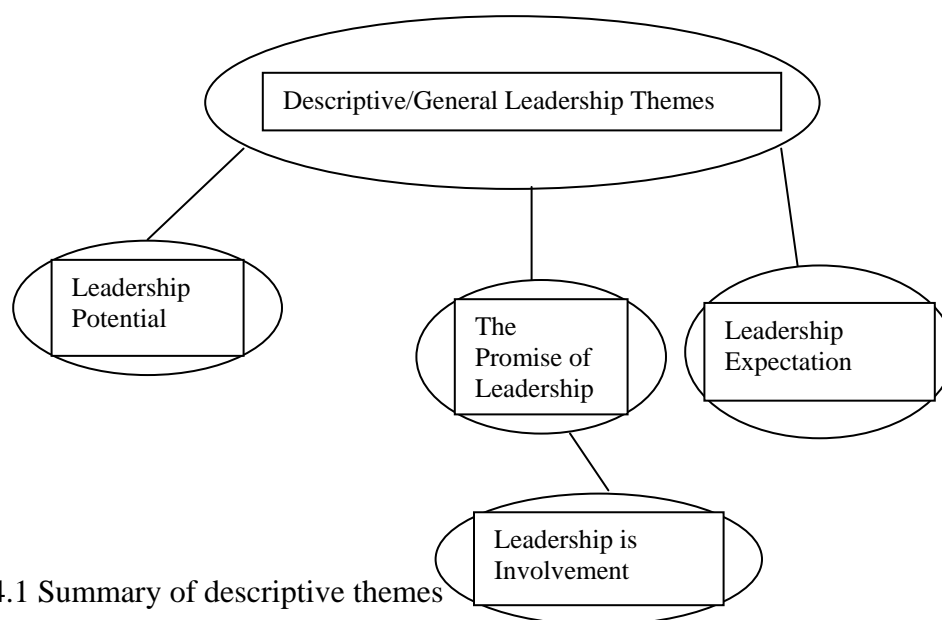 Descriptive/General Leadership Themes
Leadership
Potential
The
Promise of
Leadership
Leadership
Expectation
Leadership is
Involvement
4.1 Summary of descriptive themes